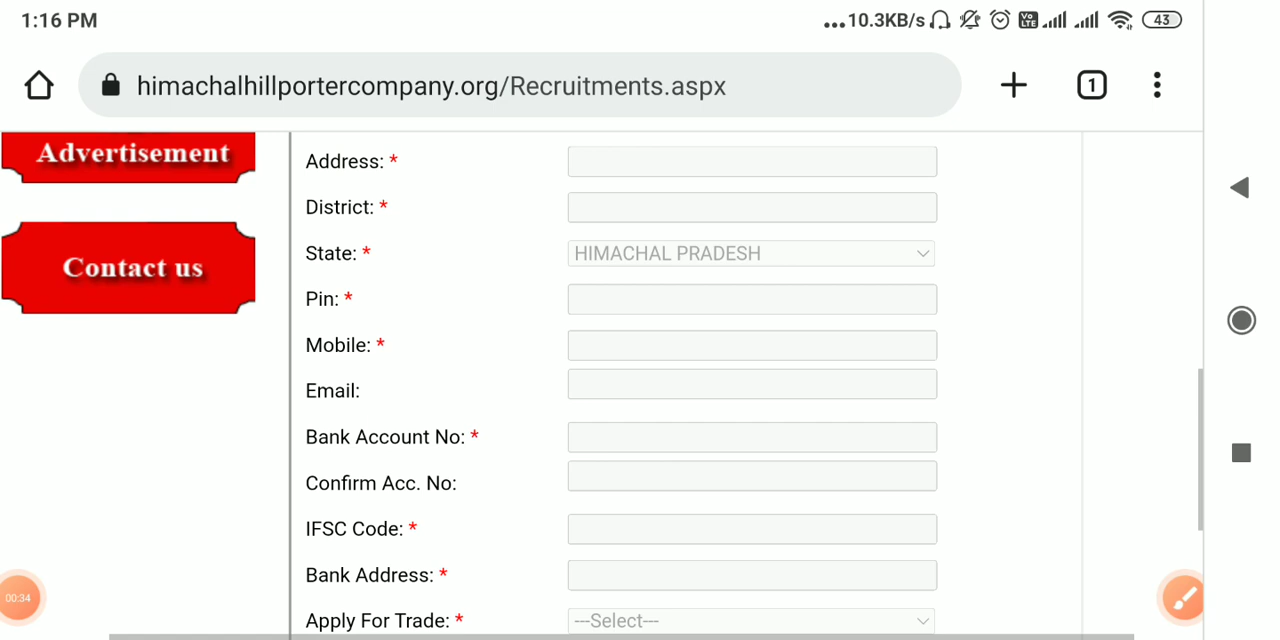 1:16 PM
...10.3KB/s Vo LTE 43
himachalhillportercompany.org/Recruitments.aspx
1
Advertisement
Contact us
Address: *
District: *
State: * HIMACHAL PRADESH
Pin: *
Mobile: *
Email:
Bank Account No: *
Confirm Acc. No:
IFSC Code: *
Bank Address: *
Apply For Trade: * ---Select---
00:34